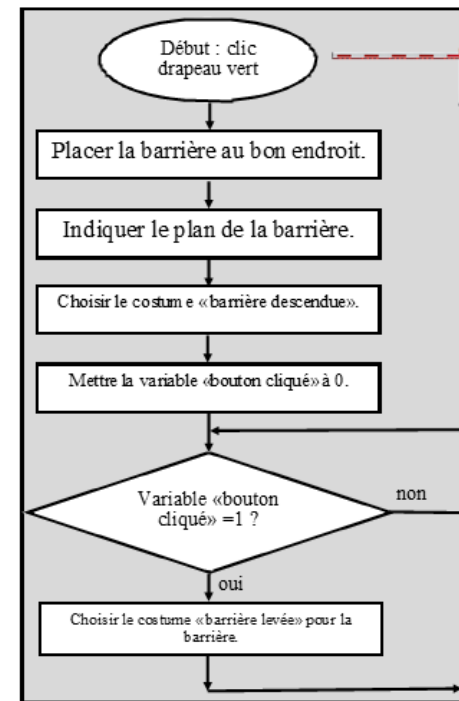 Début : clic
drapeau vert
Placer la barrière au bon endroit.
Indiquer le plan de la barrière.
Choisir le costume «barrière descendue».
Mettre la variable «bouton cliqué» à 0.
Variable «bouton
cliqué» =1 ?
non
oui
Choisir le costume «barrière levée» pour la
barrière.